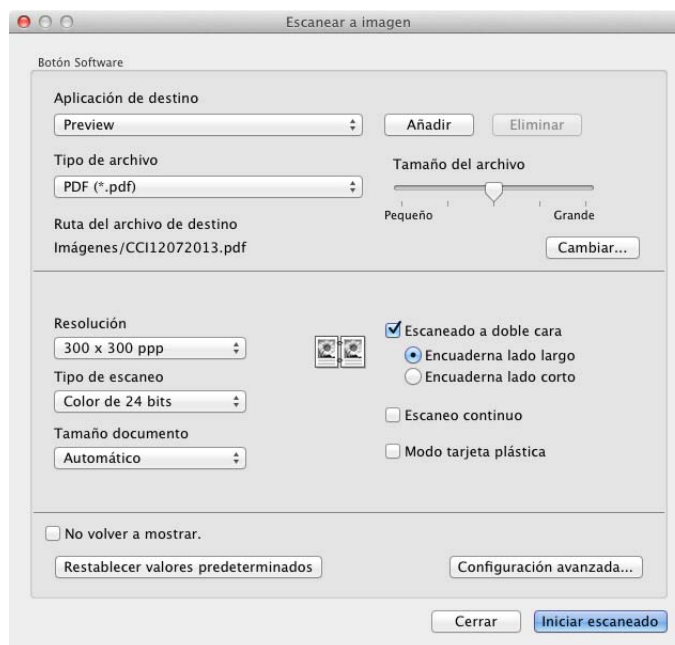 Escanear a imagen
Botón Software
Aplicación de destino
Preview
Añadir
Eliminar
Tipo de archivo
PDF (*.pdf)
Tamaño del archivo
Pequeño
Grande
Ruta del archivo de destino
Imágenes/CCI12072013.pdf
Cambiar...
Resolución
300 x 300 ppp
Tipo de escaneo
Color de 24 bits
Tamaño documento
Automático
Escaneado a doble cara
Encuaderna lado largo
Encuaderna lado corto
Escaneo continuo
Modo tarjeta plástica
No volver a mostrar.
Restablecer valores predeterminados
Configuración avanzada...
Cerrar
Iniciar escaneado